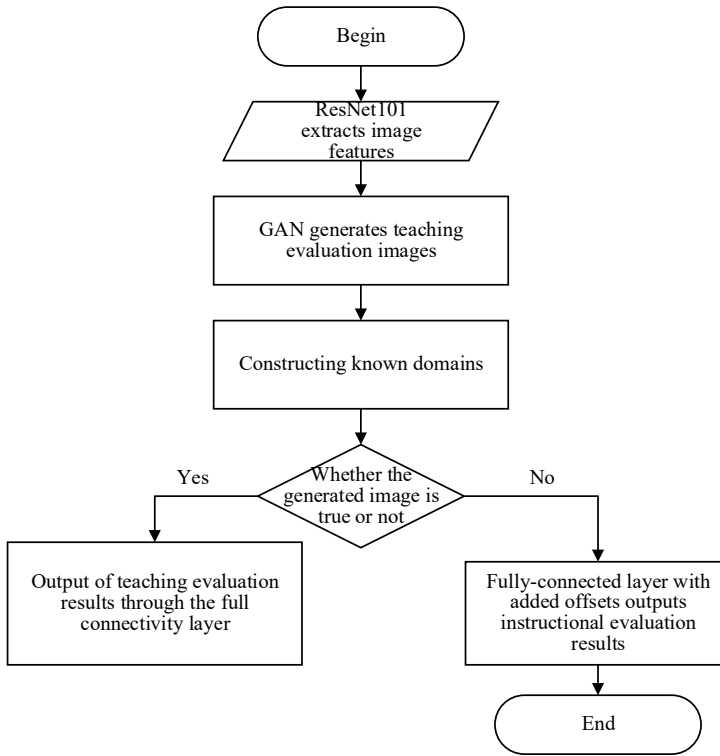 Begin
ResNet101
extracts image
features
GAN generates teaching
evaluation images
Constructing known domains
Whether the
generated image is
true or not
Yes
No
Output of teaching evaluation
results through the full
connectivity layer
Fully-connected layer with
added offsets outputs
instructional evaluation
results
End